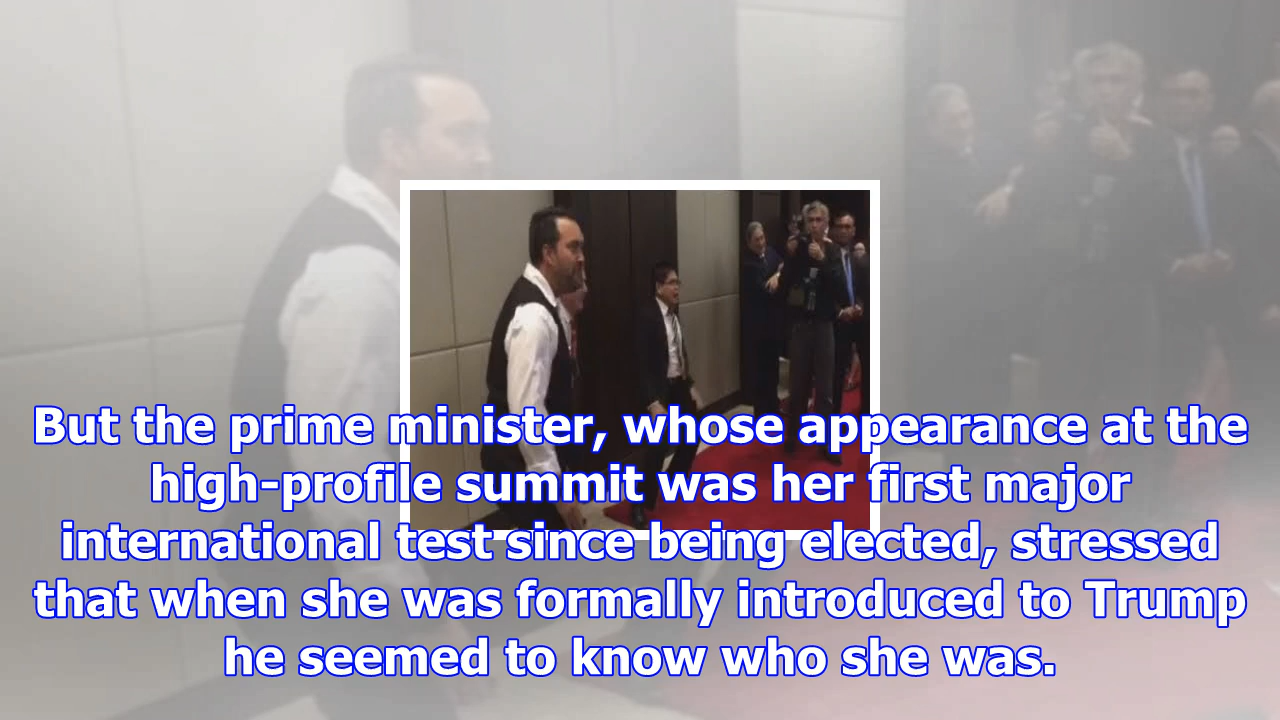 But the prime minister, whose appearance at the
high-profile summit was her first major
international test since being elected, stressed
that when she was formally introduced to Trump
he seemed to know who she was.